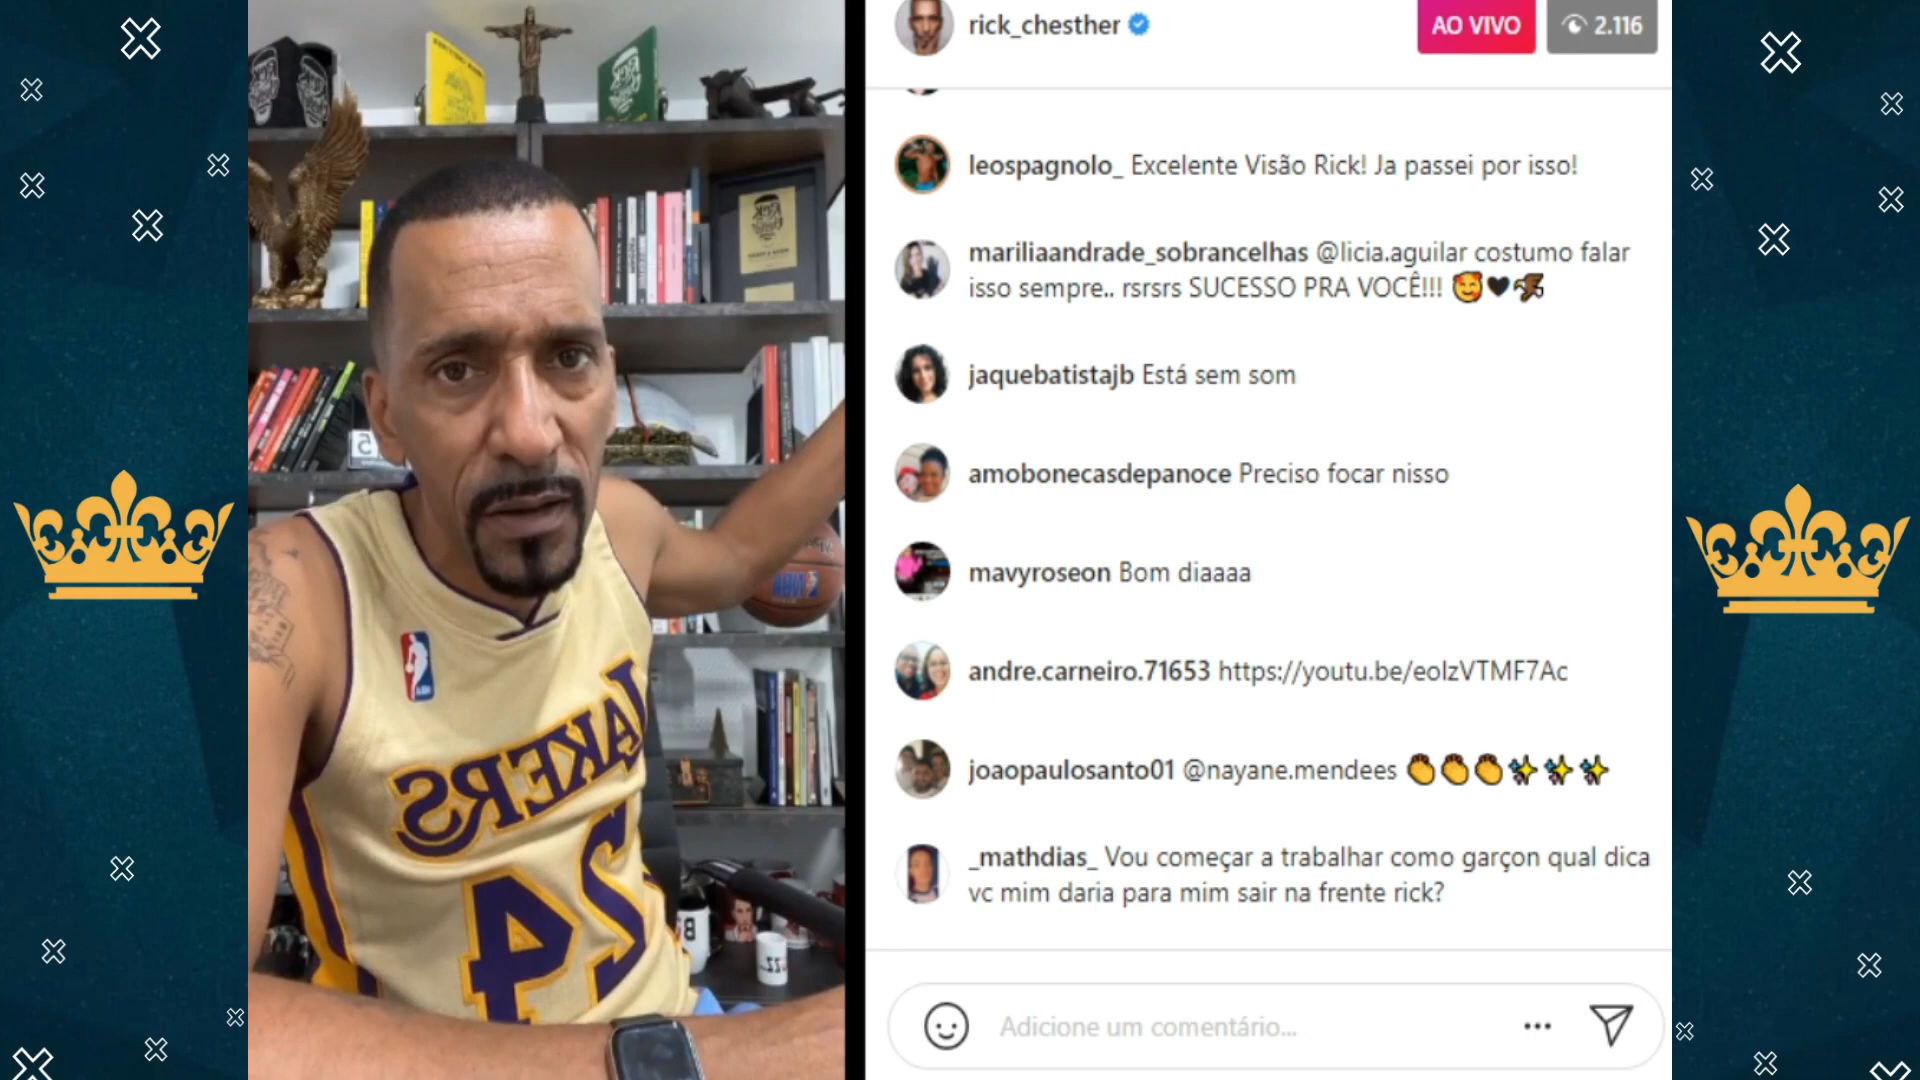 rick_chesther
AO VIVO
2.116
leospagnolo_ Excelente Visão Rick! Ja passei por isso!
mariliaandrade_sobrancelhas @licia.aguilar costumo falar
isso sempre.. rsrsrs SUCESSO PRA VOCÊ!!! 🥰🖤💸
jaquebatistajb Está sem som
amobonecasdepanoce Preciso focar nisso
mavyroseon Bom diaaaa
andre.carneiro.71653 https://youtu.be/eolzVTMF7Ac
joaopaulosanto01 @nayane.mendees 👏👏👏✨✨✨
_mathdias_ Vou começar a trabalhar como garçon qual dica
vc mim daria para mim sair na frente rick?
Adicione um comentário...
LAKERS
24